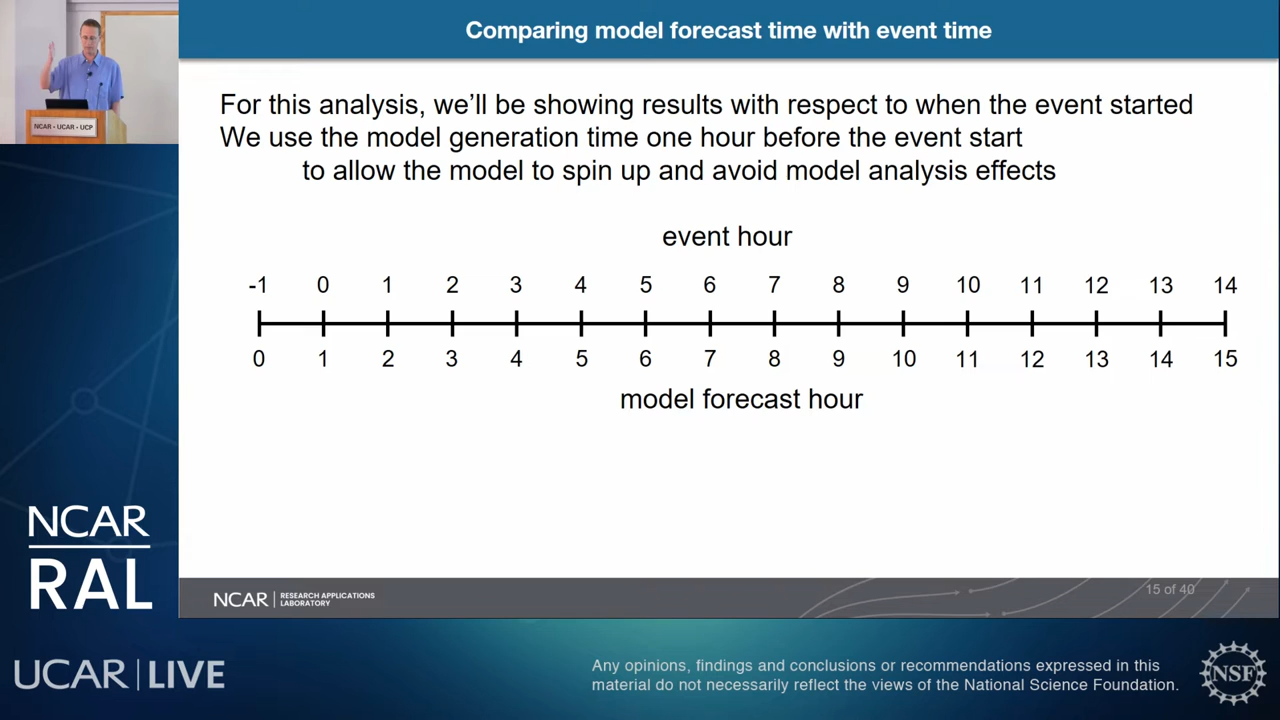 Comparing model forecast time with event time
For this analysis, we'll be showing results with respect to when the event started
We use the model generation time one hour before the event start
to allow the model to spin up and avoid model analysis effects
event hour
-1 0 1 2 3 4 5 6 7 8 9 10 11 12 13 14
0 1 2 3 4 5 6 7 8 9 10 11 12 13 14 15
model forecast hour
NCAR • UCAR • UCP
NCAR
RAL
NCAR | RESEARCH APPLICATIONS
LABORATORY
15 of 40
UCAR | LIVE
Any opinions, findings and conclusions or recommendations expressed in this
material do not necessarily reflect the views of the National Science Foundation.
NSF